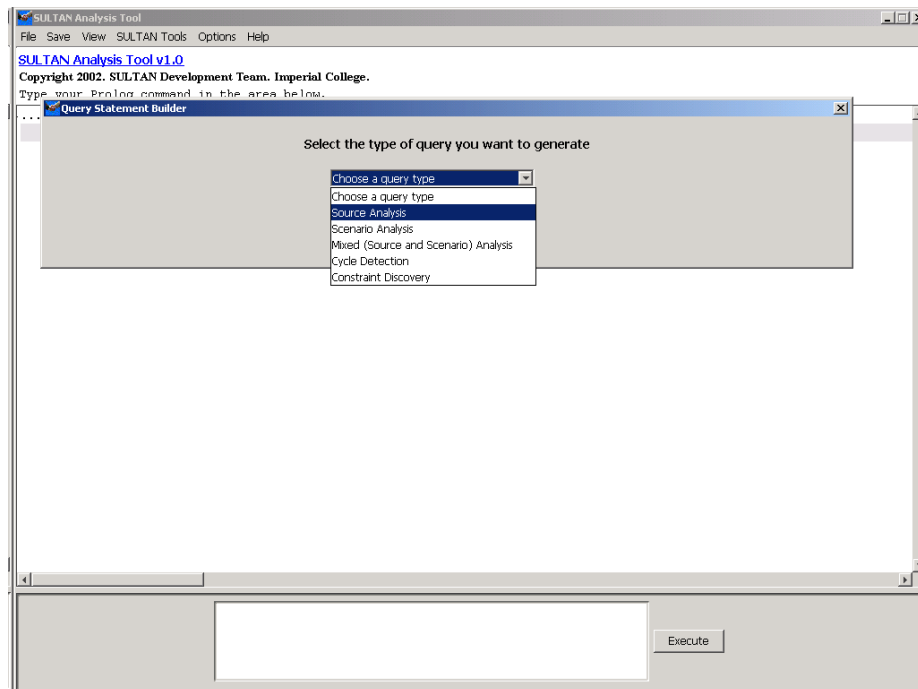 SULTAN Analysis Tool
File Save View SULTAN Tools Options Help
SULTAN Analysis Tool v1.0
Copyright 2002. SULTAN Development Team. Imperial College.
Type your Prolog command in the area below.
Query Statement Builder
Select the type of query you want to generate
Choose a query type
Choose a query type
Source Analysis
Scenario Analysis
Mixed (Source and Scenario) Analysis
Cycle Detection
Constraint Discovery
Execute